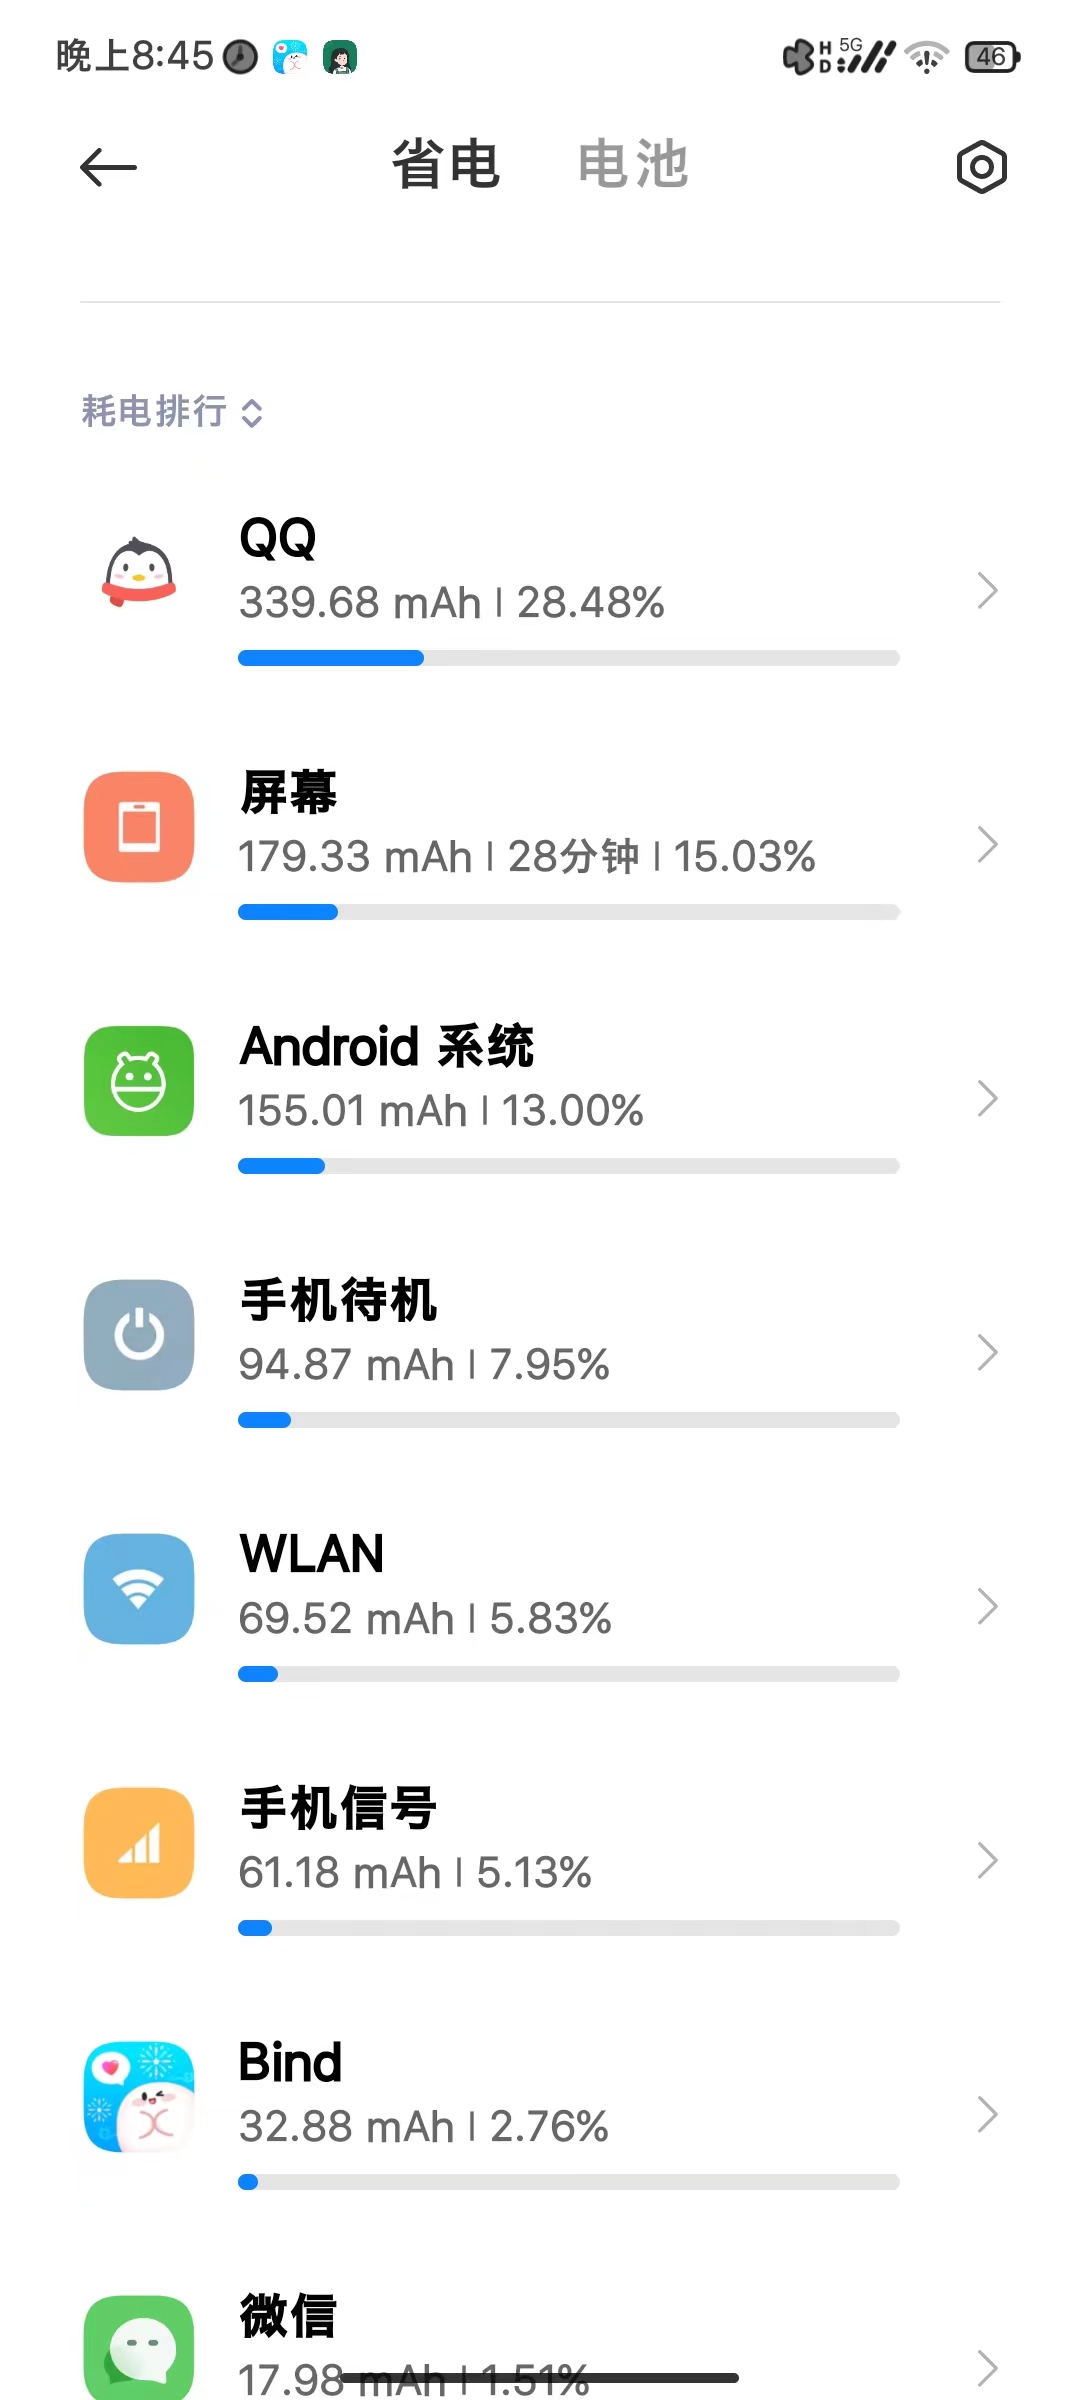 晚上8:45 HD 5G 46
省电 电池
耗电排行
QQ
339.68 mAh | 28.48%
屏幕
179.33 mAh | 28分钟 | 15.03%
Android 系统
155.01 mAh | 13.00%
手机待机
94.87 mAh | 7.95%
WLAN
69.52 mAh | 5.83%
手机信号
61.18 mAh | 5.13%
Bind
32.88 mAh | 2.76%
微信
17.98 mAh | 1.51%